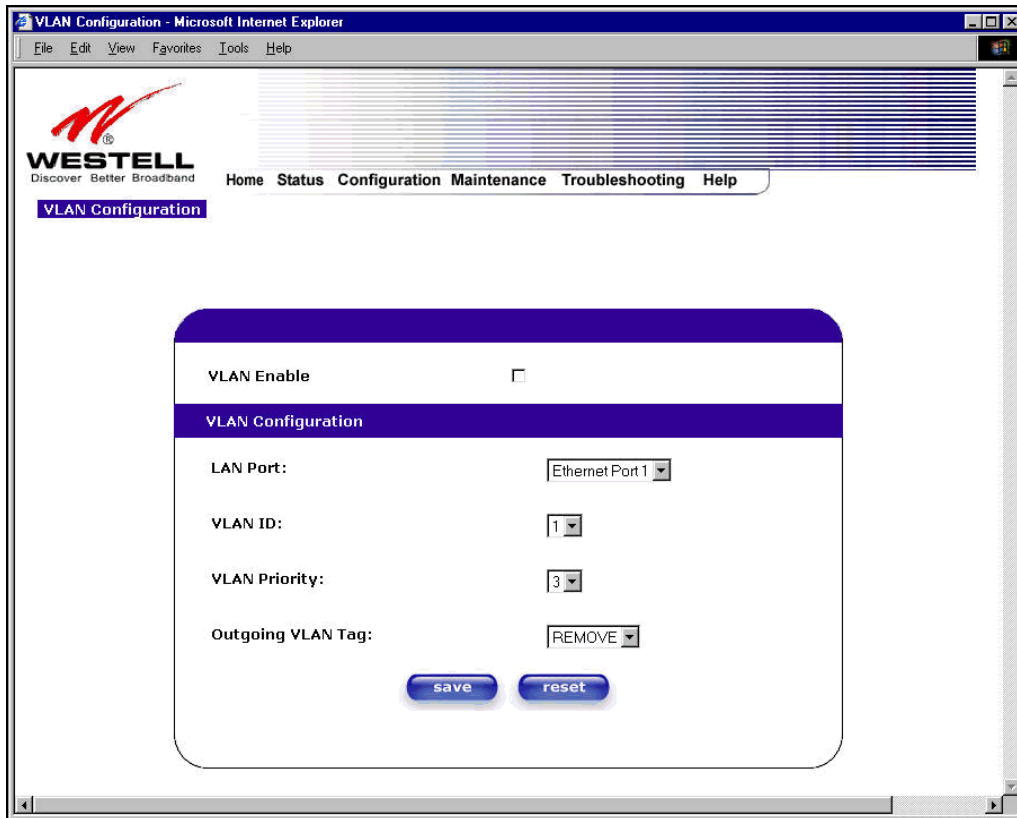 VLAN Configuration - Microsoft Internet Explorer
File Edit View Favorites Tools Help
®
WESTELL
Discover Better Broadband
Home Status Configuration Maintenance Troubleshooting Help
VLAN Configuration
VLAN Enable
VLAN Configuration
LAN Port: Ethernet Port 1
VLAN ID: 1
VLAN Priority: 3
Outgoing VLAN Tag: REMOVE
save reset